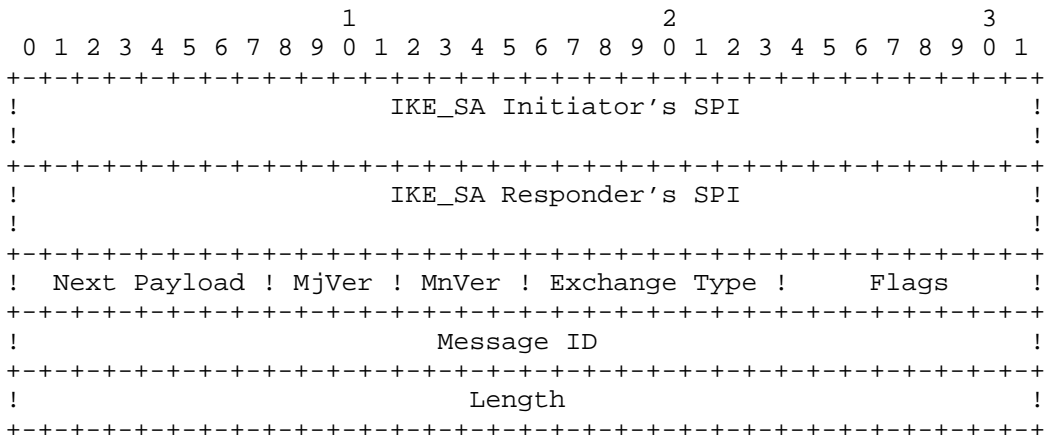 1                   2                   3
 0 1 2 3 4 5 6 7 8 9 0 1 2 3 4 5 6 7 8 9 0 1 2 3 4 5 6 7 8 9 0 1
+-+-+-+-+-+-+-+-+-+-+-+-+-+-+-+-+-+-+-+-+-+-+-+-+-+-+-+-+-+-+-+-+
!                       IKE_SA Initiator’s SPI                  !
!                                                               !
+-+-+-+-+-+-+-+-+-+-+-+-+-+-+-+-+-+-+-+-+-+-+-+-+-+-+-+-+-+-+-+-+
!                       IKE_SA Responder’s SPI                  !
!                                                               !
+-+-+-+-+-+-+-+-+-+-+-+-+-+-+-+-+-+-+-+-+-+-+-+-+-+-+-+-+-+-+-+-+
!  Next Payload ! MjVer ! MnVer ! Exchange Type !     Flags     !
+-+-+-+-+-+-+-+-+-+-+-+-+-+-+-+-+-+-+-+-+-+-+-+-+-+-+-+-+-+-+-+-+
!                          Message ID                           !
+-+-+-+-+-+-+-+-+-+-+-+-+-+-+-+-+-+-+-+-+-+-+-+-+-+-+-+-+-+-+-+-+
!                            Length                             !
+-+-+-+-+-+-+-+-+-+-+-+-+-+-+-+-+-+-+-+-+-+-+-+-+-+-+-+-+-+-+-+-+